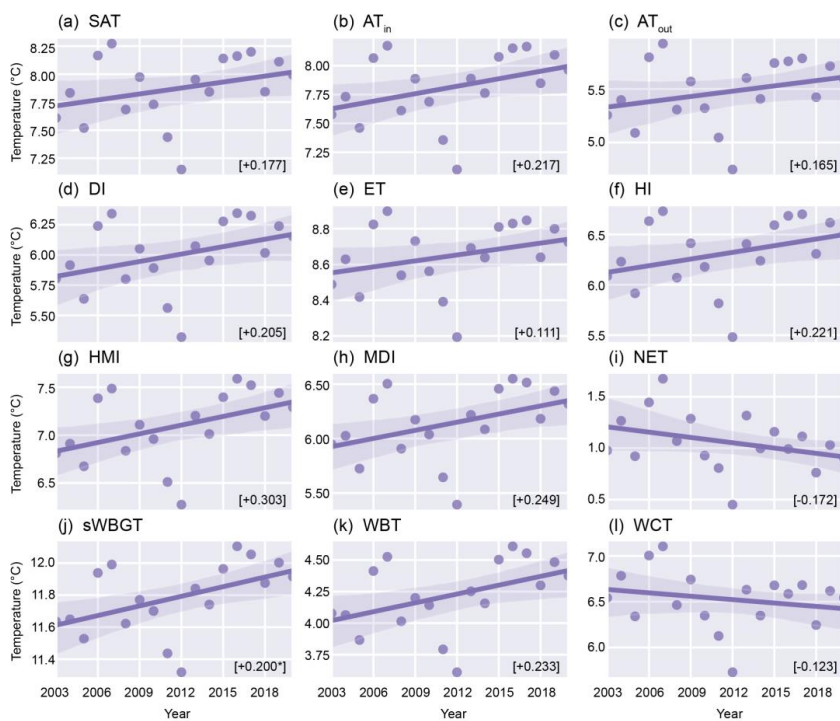 (a) SAT
(b) ATin
(c) ATout
Temperature (°C)
8.25
8.00
7.75
7.50
7.25
[+0.177]
8.00
7.75
7.50
7.25
[+0.217]
5.5
5.0
[+0.165]
(d) DI
(e) ET
(f) HI
Temperature (°C)
6.25
6.00
5.75
5.50
[+0.205]
8.8
8.6
8.4
8.2
[+0.111]
6.5
6.0
5.5
[+0.221]
(g) HMI
(h) MDI
(i) NET
Temperature (°C)
7.5
7.0
6.5
[+0.303]
6.50
6.25
6.00
5.75
5.50
[+0.249]
1.5
1.0
0.5
[-0.172]
(j) sWBGT
(k) WBT
(l) WCT
Temperature (°C)
12.0
11.8
11.6
11.4
[+0.200*]
4.50
4.25
4.00
3.75
[+0.233]
7.0
6.5
6.0
[-0.123]
2003 2006 2009 2012 2015 2018
2003 2006 2009 2012 2015 2018
2003 2006 2009 2012 2015 2018
Year
Year
Year